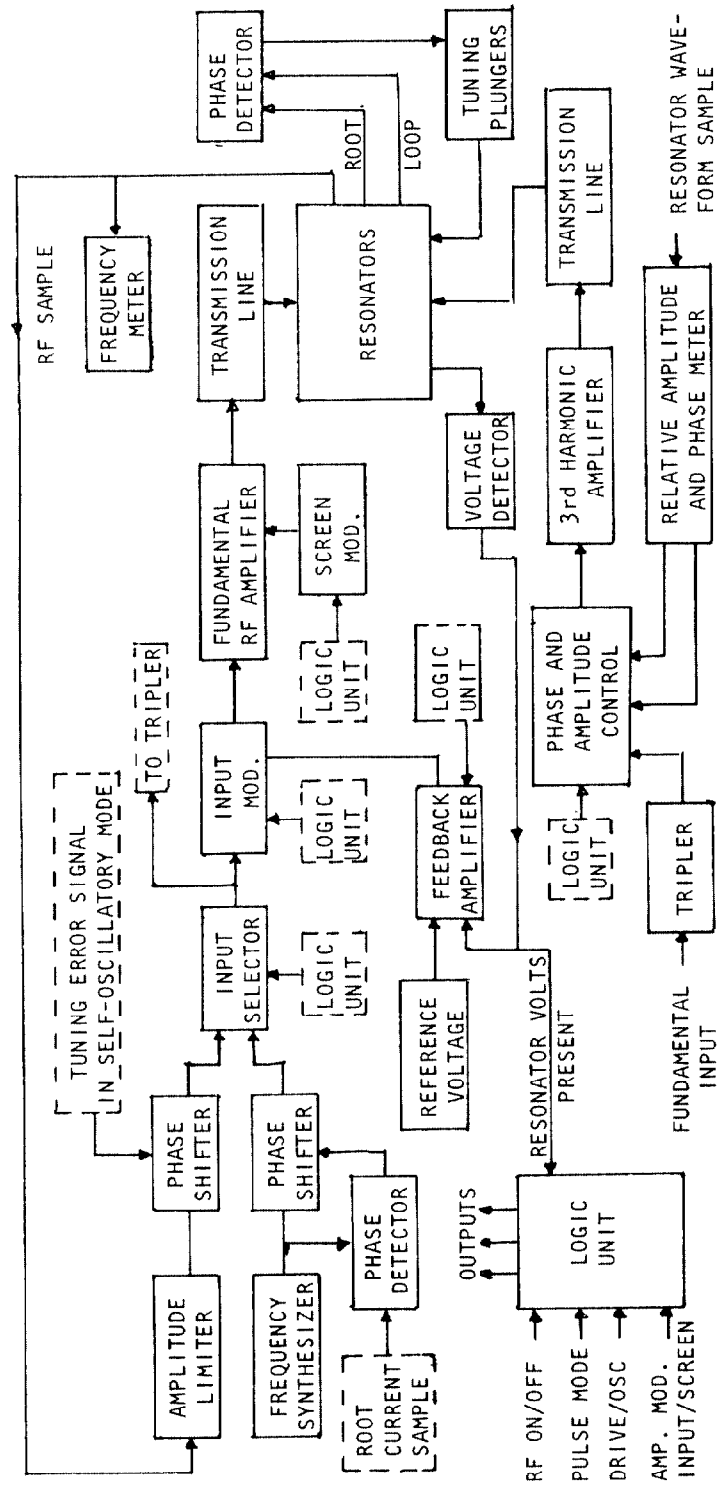 RF SAMPLE
FREQUENCY
METER
PHASE
DETECTOR
ROOT
LOOP
TUNING
PLUNGERS
TUNING ERROR SIGNAL
IN SELF-OSCILLATORY MODE
TO TRIPLER
AMPLITUDE
LIMITER
PHASE
SHIFTER
FREQUENCY
SYNTHESIZER
PHASE
SHIFTER
ROOT
CURRENT
SAMPLE
PHASE
DETECTOR
INPUT
SELECTOR
LOGIC
UNIT
INPUT
MOD.
LOGIC
UNIT
FUNDAMENTAL
RF AMPLIFIER
SCREEN
MOD.
LOGIC
UNIT
TRANSMISSION
LINE
RESONATORS
REFERENCE
VOLTAGE
FEEDBACK
AMPLIFIER
LOGIC
UNIT
VOLTAGE
DETECTOR
RESONATOR VOLTS
PRESENT
OUTPUTS
LOGIC
UNIT
RF ON/OFF
PULSE MODE
DRIVE/OSC
AMP. MOD.
INPUT/SCREEN
FUNDAMENTAL
INPUT
TRIPLER
LOGIC
UNIT
PHASE AND
AMPLITUDE
CONTROL
3rd HARMONIC
AMPLIFIER
TRANSMISSION
LINE
RELATIVE AMPLITUDE
AND PHASE METER
RESONATOR WAVE-
FORM SAMPLE